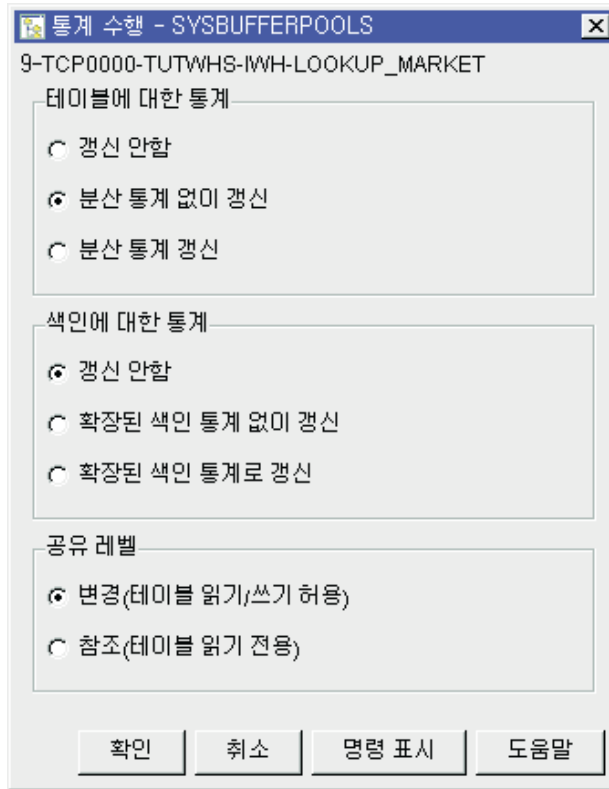 통계 수행 - SYSBUFFERPOOLS
9-TCP0000-TUTWHS-IWH-LOOKUP_MARKET
테이블에 대한 통계
갱신 안함
분산 통계 없이 갱신
분산 통계 갱신
색인에 대한 통계
갱신 안함
확장된 색인 통계 없이 갱신
확장된 색인 통계로 갱신
공유 레벨
변경(테이블 읽기/쓰기 허용)
참조(테이블 읽기 전용)
확인 취소 명령 표시 도움말